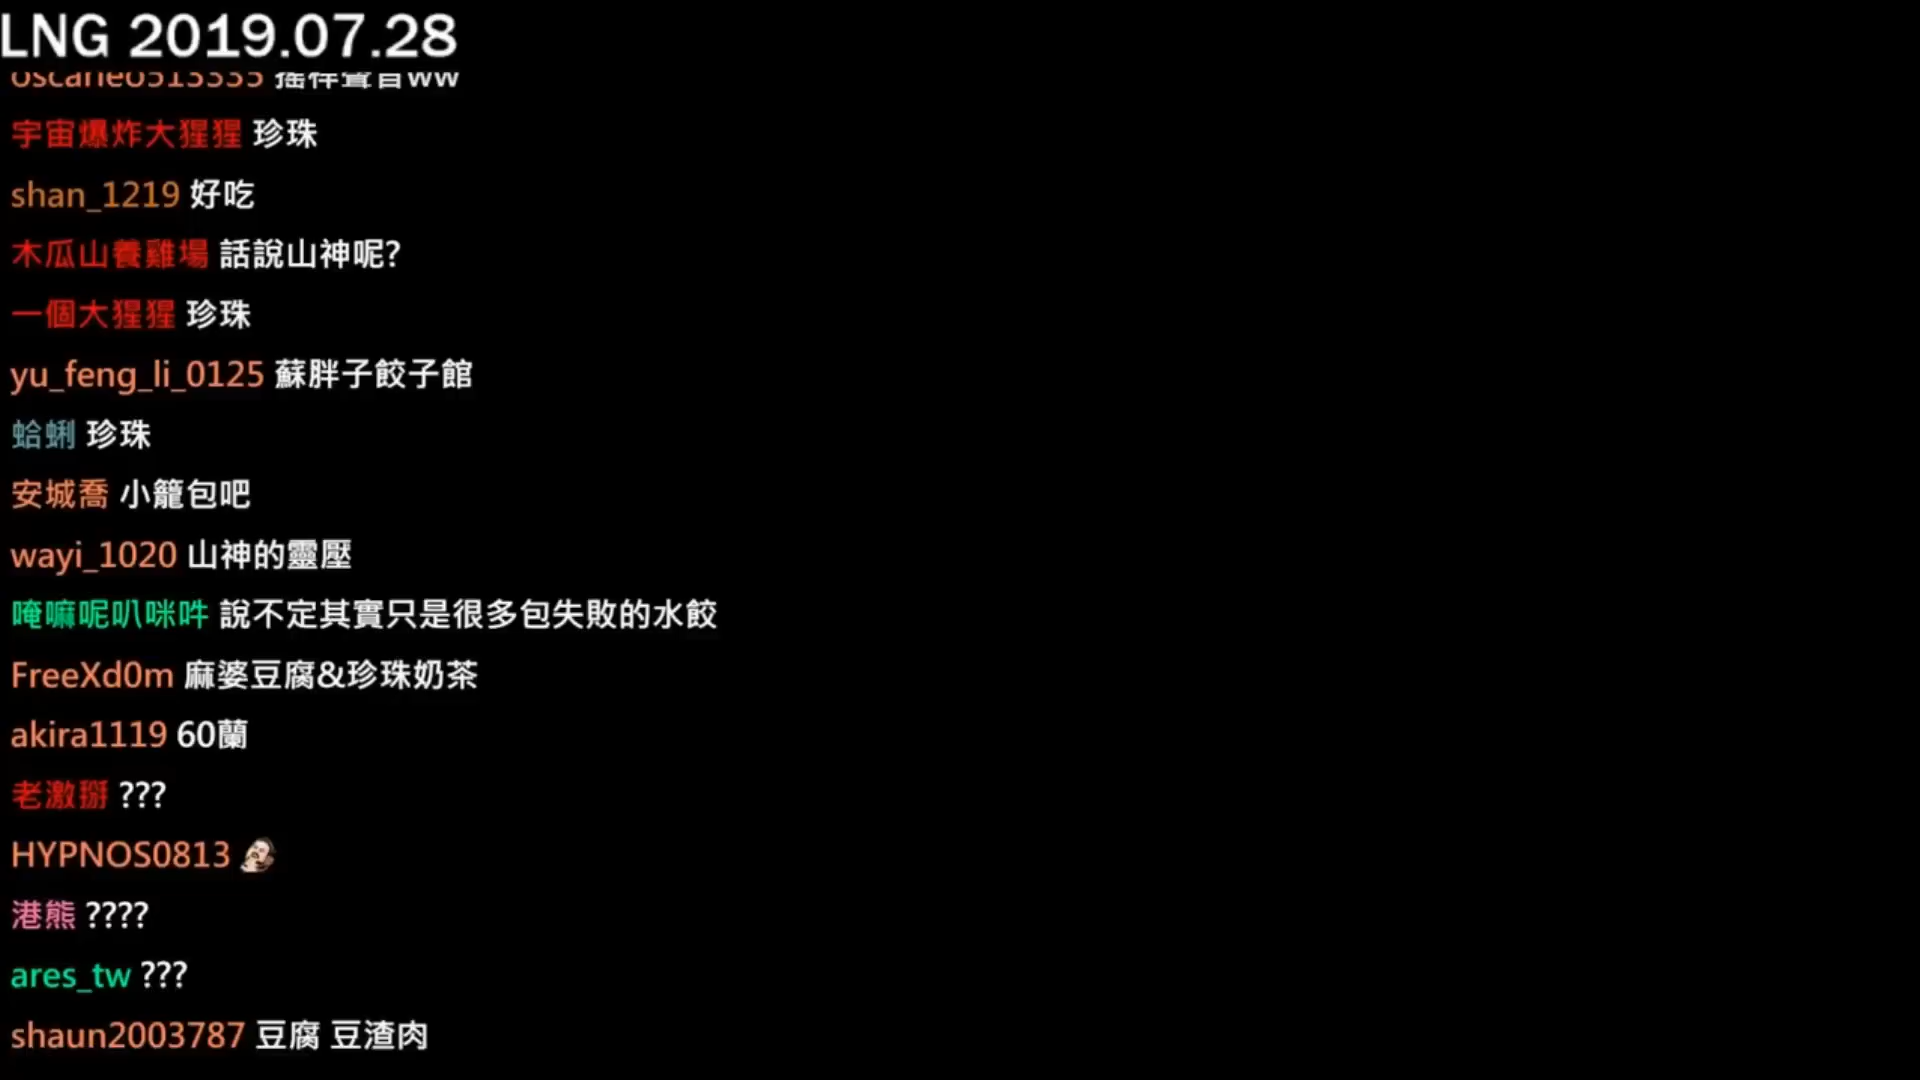 LNG 2019.07.28
ww
宇宙爆炸大猩猩 珍珠
shan_1219 好吃
木瓜山養雞場 話說山神呢?
一個大猩猩 珍珠
yu_feng_li_0125 蘇胖子餃子館
蛤蜊 珍珠
安城喬 小籠包吧
wayi_1020 山神的靈壓
唵嘛呢叭咪吽 說不定其實只是很多包失敗的水餃
FreeXd0m 麻婆豆腐&珍珠奶茶
akira1119 60蘭
老激掰 ???
HYPNOS0813
港熊 ????
ares_tw ???
shaun2003787 豆腐 豆渣肉